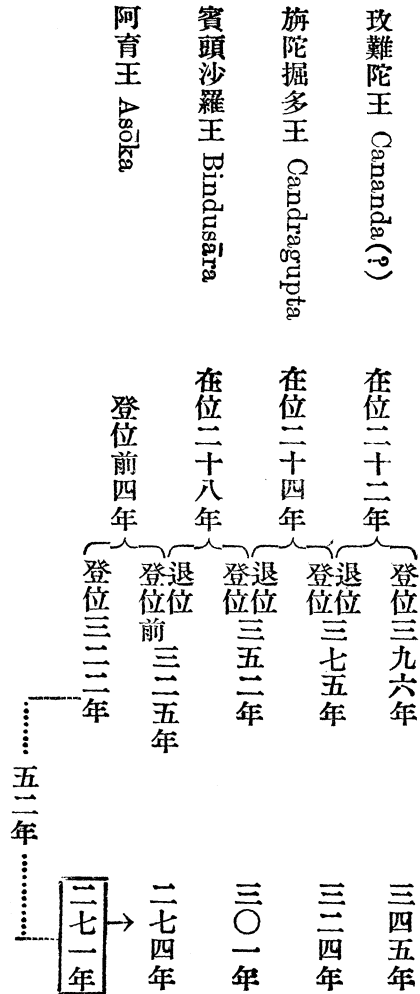 玫難陀王 Cananda(?) 在位二十二年
登位三九六年 三四五年
旃陀掘多王 Candragupta 在位二十四年
退位
登位
三七五年 三二四年
賓頭沙羅王 Bindusāra 在位二十八年
退位
登位
三五二年 三〇一年
阿育王 Asōka 登位前四年
退位
登位前
三二五年 二七四年
登位三二二年 二七一年
五二年